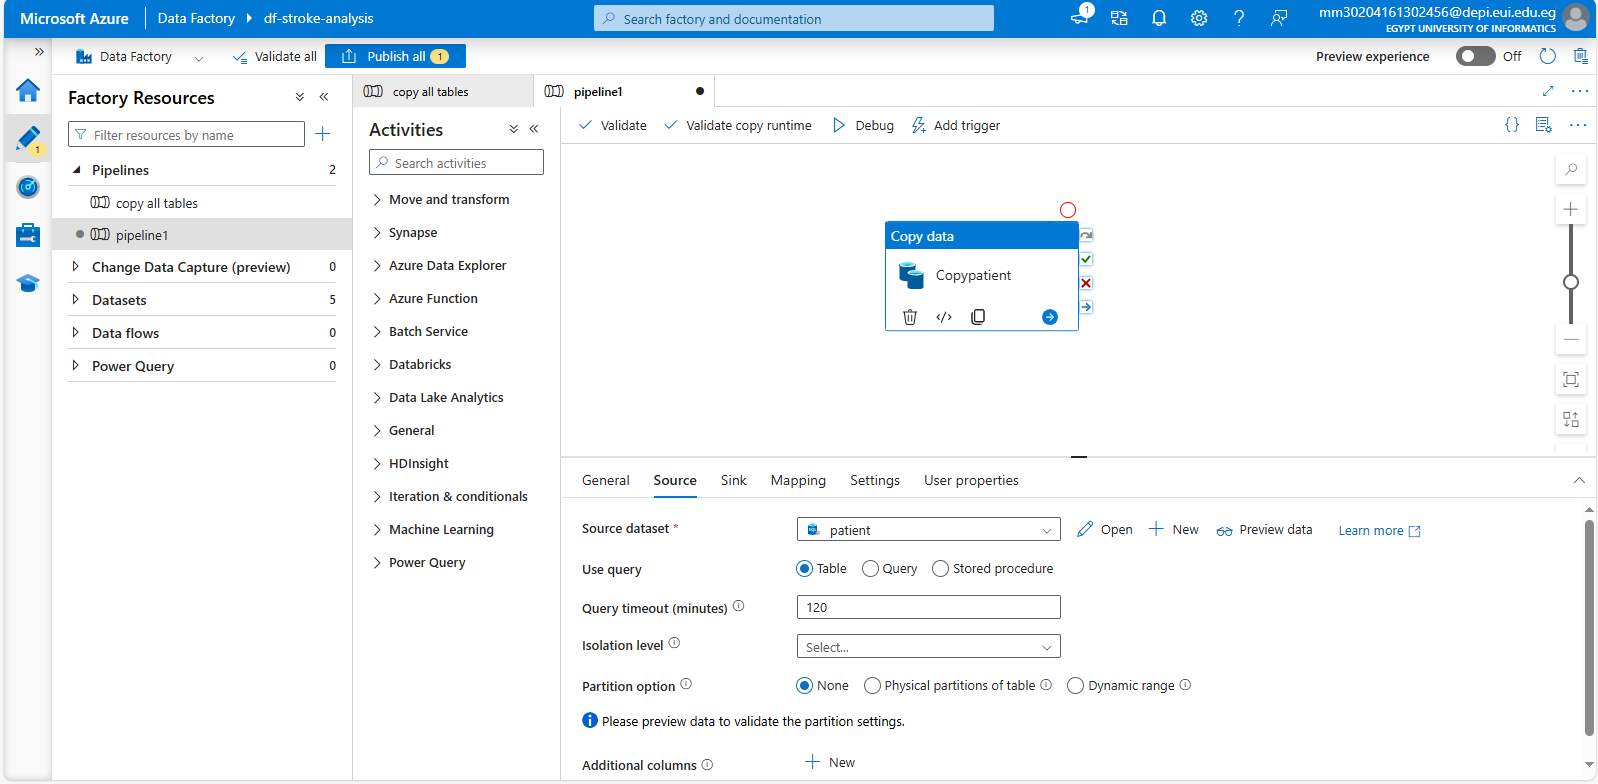 Microsoft Azure
Data Factory
df-stroke-analysis
Search factory and documentation
1
mm30204161302456@depi.eui.edu.eg
EGYPT UNIVERSITY OF INFORMATICS
Data Factory
Validate all
Publish all
1
Preview experience
Off
1
Factory Resources
Filter resources by name
Pipelines
2
copy all tables
pipeline1
Change Data Capture (preview)
0
Datasets
5
Data flows
0
Power Query
0
copy all tables
pipeline1
Activities
Search activities
Move and transform
Synapse
Azure Data Explorer
Azure Function
Batch Service
Databricks
Data Lake Analytics
General
HDInsight
Iteration & conditionals
Machine Learning
Power Query
Validate
Validate copy runtime
Debug
Add trigger
Copy data
Copypatient
General
Source
Sink
Mapping
Settings
User properties
Source dataset *
patient
Open
New
Preview data
Learn more
Use query
Table
Query
Stored procedure
Query timeout (minutes)
120
Isolation level
Select...
Partition option
None
Physical partitions of table
Dynamic range
Please preview data to validate the partition settings.
Additional columns
New